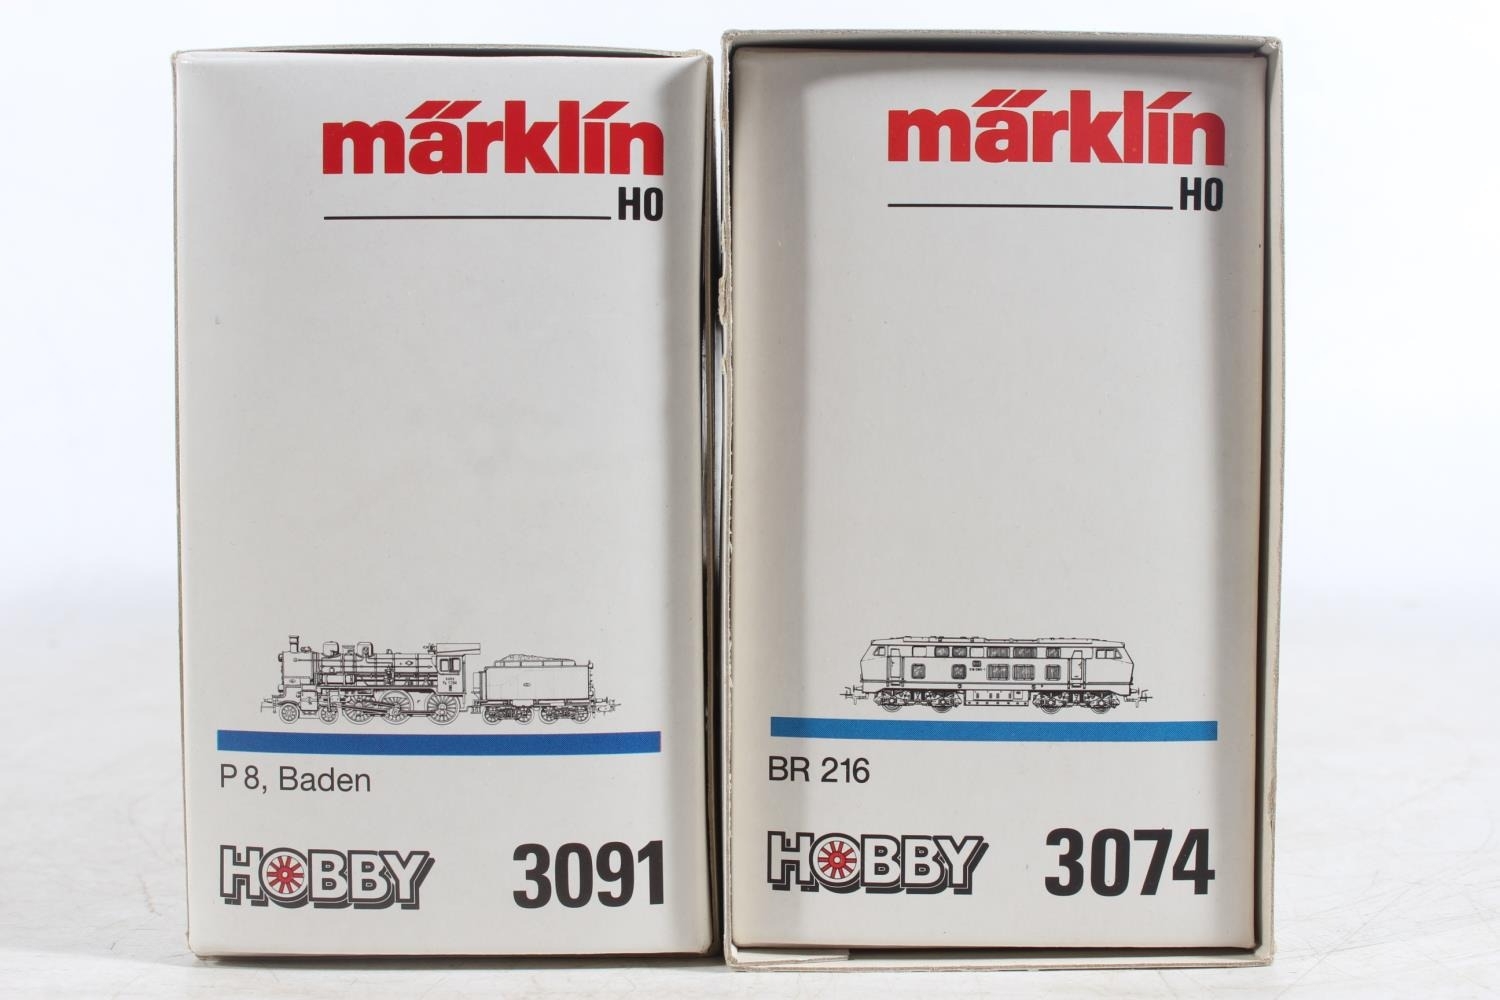 märklin
HO
P 8, Baden
HOBBY 3091
märklin
HO
BR 216
HOBBY 3074